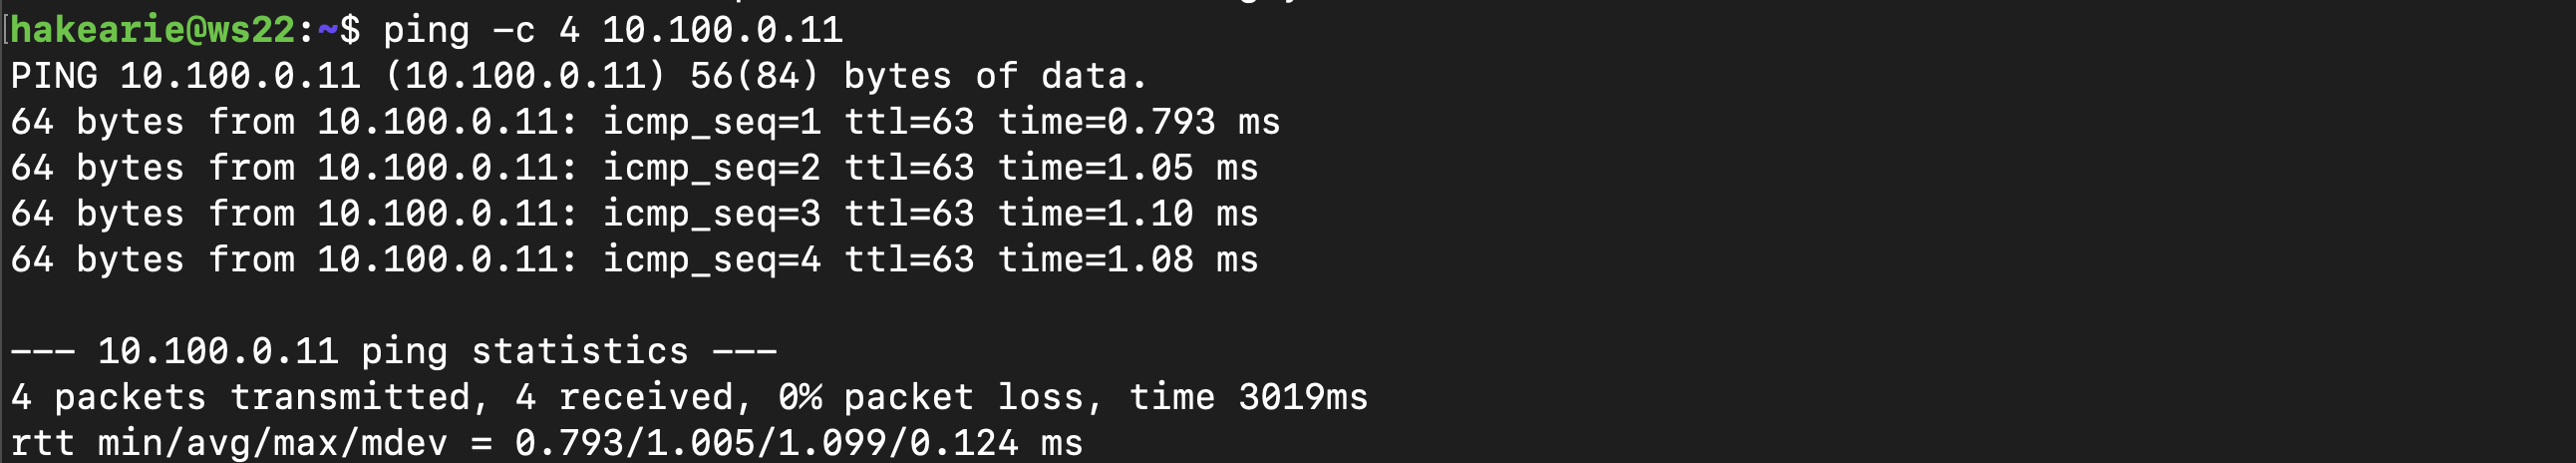 [hakearie@ws22:~$ ping -c 4 10.100.0.11
PING 10.100.0.11 (10.100.0.11) 56(84) bytes of data.
64 bytes from 10.100.0.11: icmp_seq=1 ttl=63 time=0.793 ms
64 bytes from 10.100.0.11: icmp_seq=2 ttl=63 time=1.05 ms
64 bytes from 10.100.0.11: icmp_seq=3 ttl=63 time=1.10 ms
64 bytes from 10.100.0.11: icmp_seq=4 ttl=63 time=1.08 ms
--- 10.100.0.11 ping statistics ---
4 packets transmitted, 4 received, 0% packet loss, time 3019ms
rtt min/avg/max/mdev = 0.793/1.005/1.099/0.124 ms